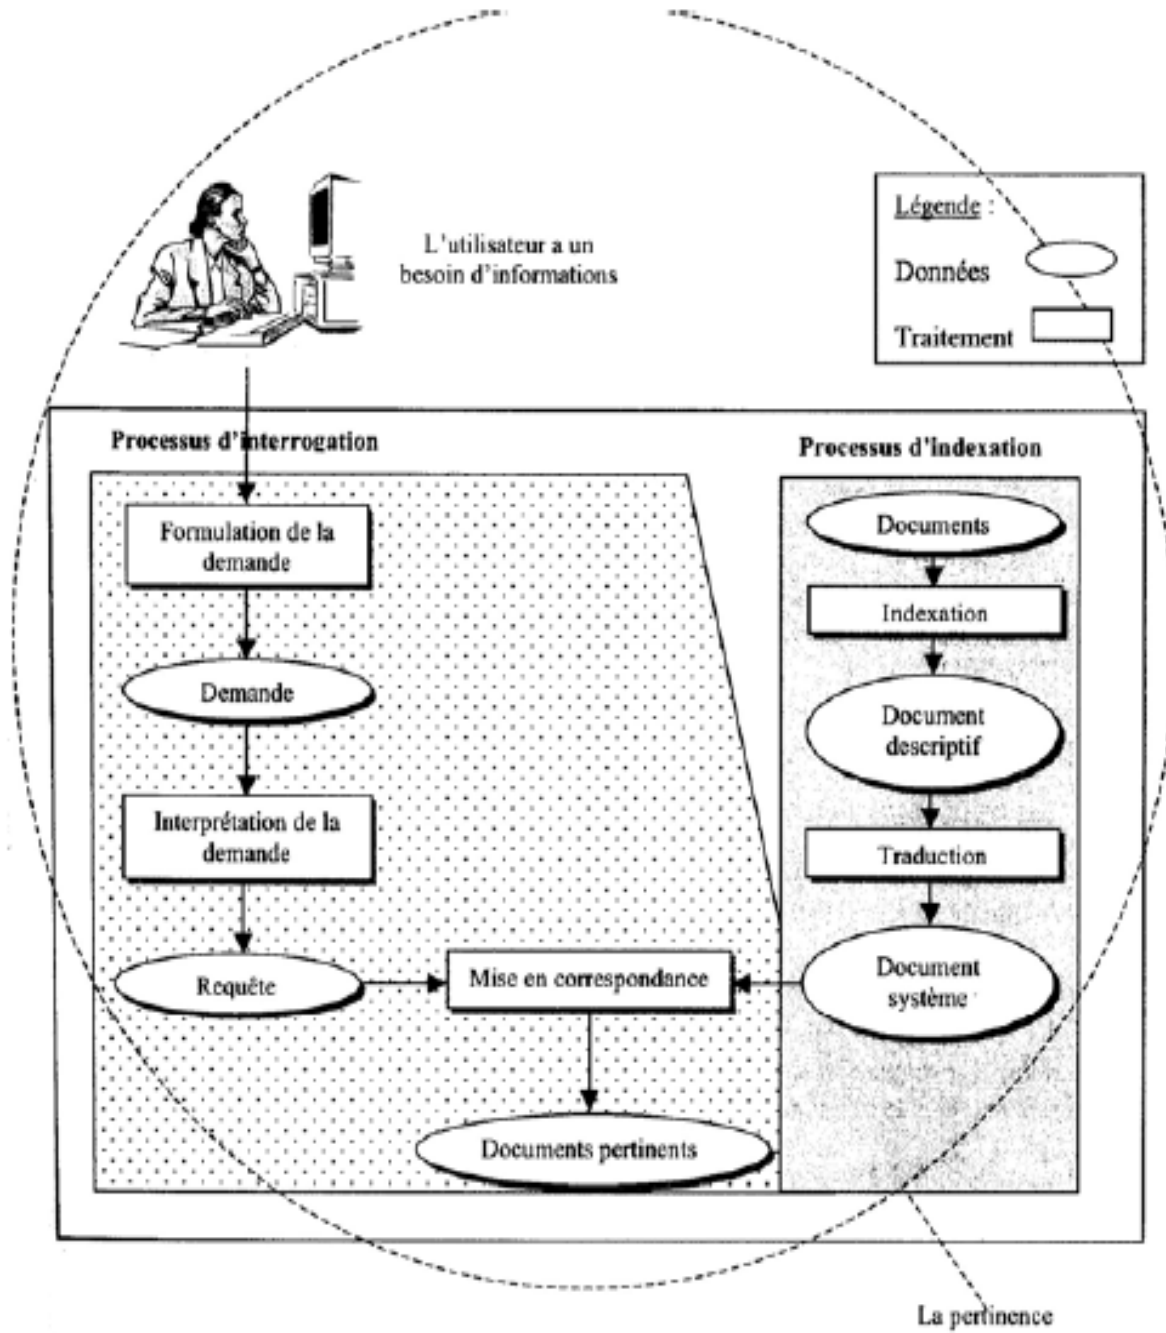 L'utilisateur a un
besoin d'informations
Légende :
Données
Traitement
Processus d'interrogation
Formulation de la
demande
Demande
Interprétation de la
demande
Requête
Mise en correspondance
Documents pertinents
Processus d'indexation
Documents
Indexation
Document
descriptif
Traduction
Document
système
La pertinence